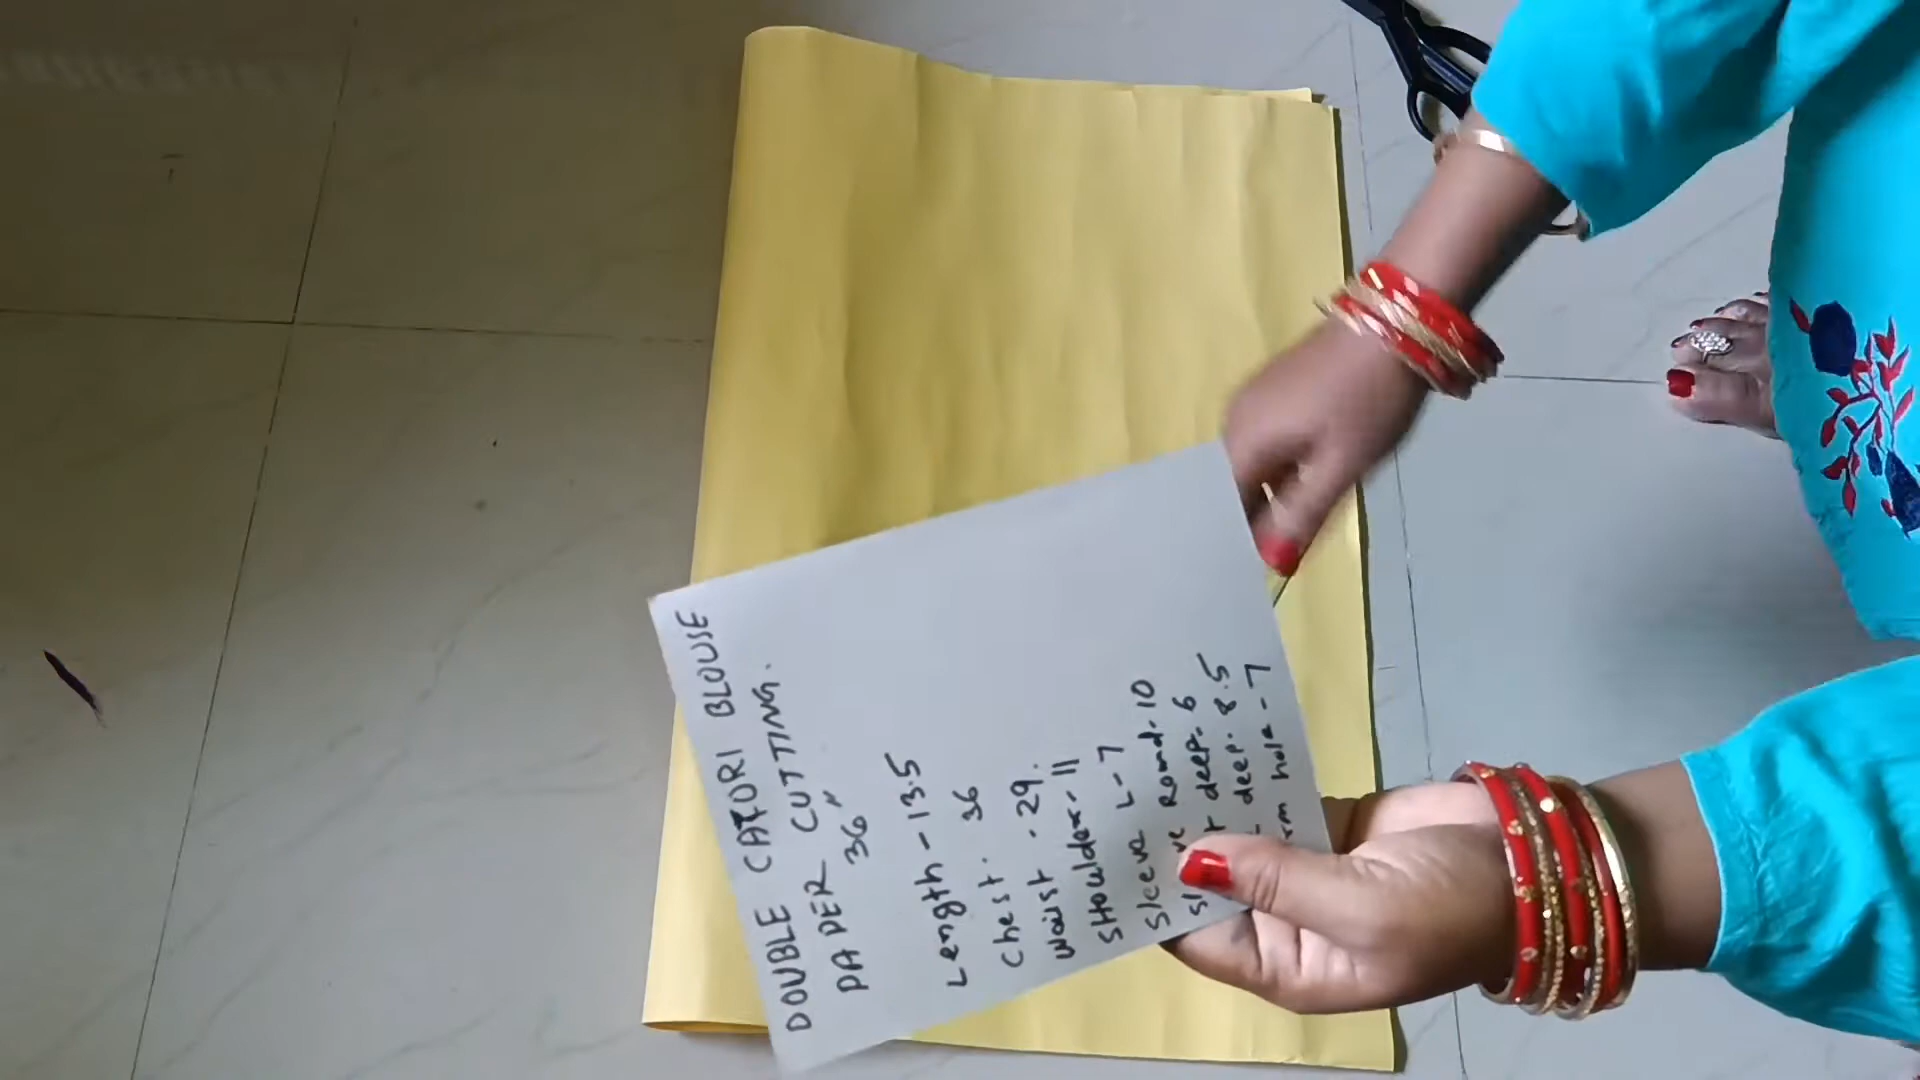 DOUBLE CATORI BLOUSE
PAPER CUTTING.
36"
Length - 13.5
Chest. 36
Waist. 29.
SHoulder - 11
Sleeve L - 7
Round. 10
deep. 6
deep. 8.5
hole - 7